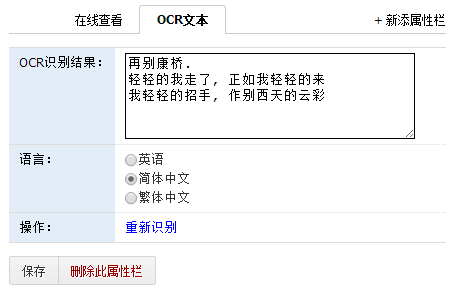 在线查看 OCR文本 + 新添属性栏
OCR识别结果: 再别康桥.
轻轻的我走了, 正如我轻轻的来
我轻轻的招手, 作别西天的云彩
语言: 英语
简体中文
繁体中文
操作: 重新识别
保存 删除此属性栏